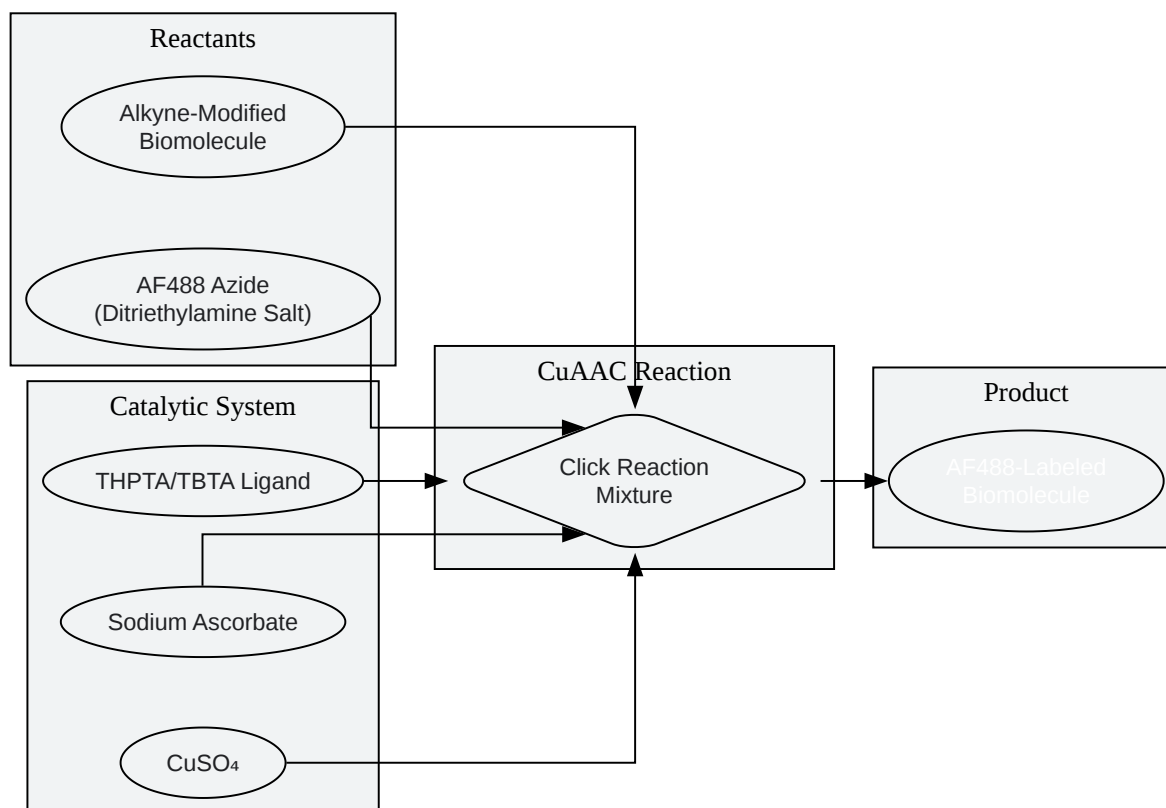 Reactants
Alkyne-Modified
Biomolecule
AF488 Azide
(Ditriethylamine Salt)
Catalytic System
THPTA/TBTA Ligand
Sodium Ascorbate
CuSO₄
CuAAC Reaction
Click Reaction
Mixture
Product
AF488-Labeled
Biomolecule